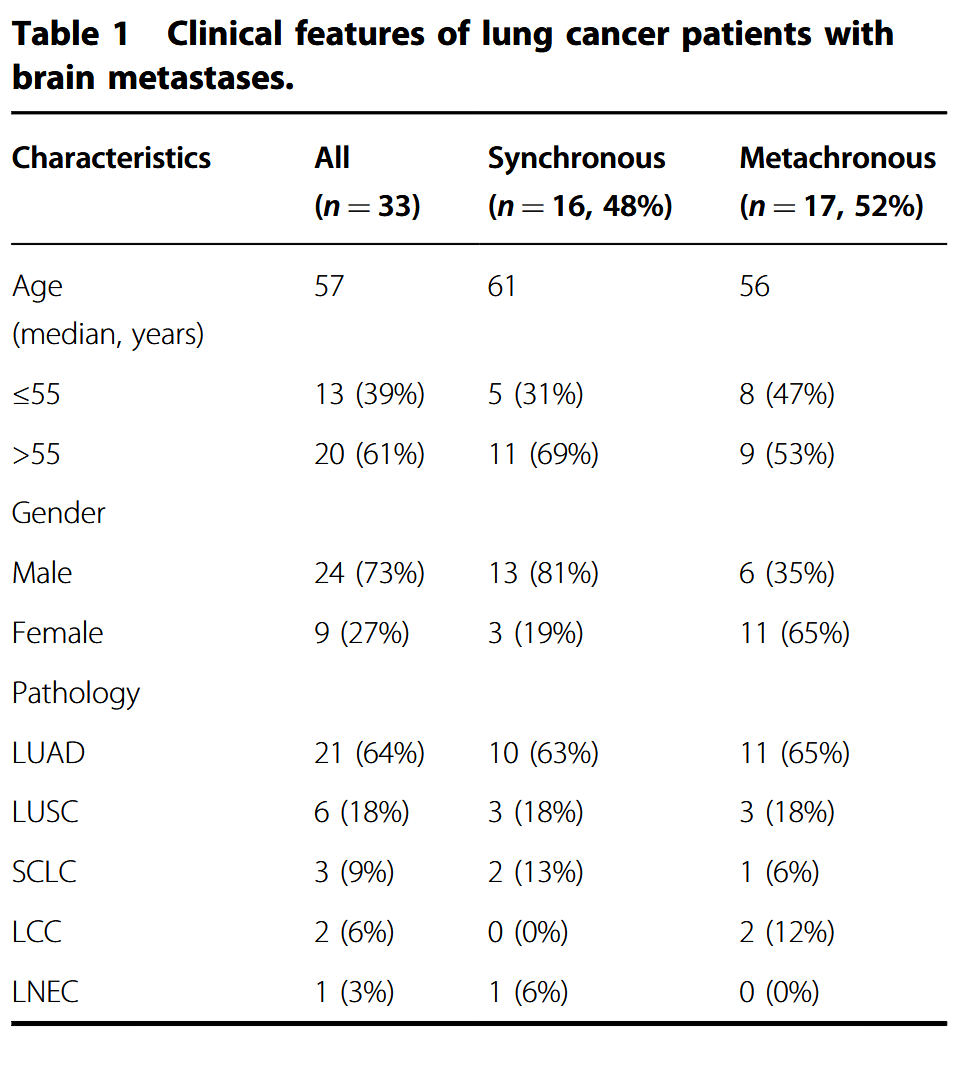 Table 1 Clinical features of lung cancer patients with
brain metastases.
Characteristics All Synchronous Metachronous
(n = 33) (n = 16, 48%) (n = 17, 52%)
Age 57 61 56
(median, years)
≤55 13 (39%) 5 (31%) 8 (47%)
>55 20 (61%) 11 (69%) 9 (53%)
Gender
Male 24 (73%) 13 (81%) 6 (35%)
Female 9 (27%) 3 (19%) 11 (65%)
Pathology
LUAD 21 (64%) 10 (63%) 11 (65%)
LUSC 6 (18%) 3 (18%) 3 (18%)
SCLC 3 (9%) 2 (13%) 1 (6%)
LCC 2 (6%) 0 (0%) 2 (12%)
LNEC 1 (3%) 1 (6%) 0 (0%)